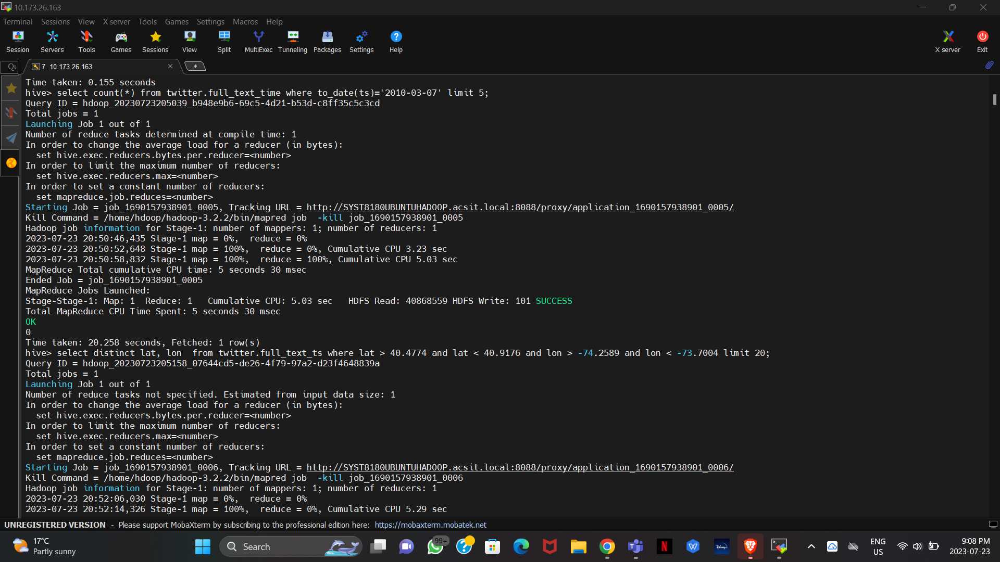 10.173.26.163
Terminal Sessions View X server Tools Games Settings Macros Help
Session Servers Tools Games Sessions View Split MultiExec Tunneling Packages Settings Help X server Exit
7. 10.173.26.163
Time taken: 0.155 seconds
hive> select count(*) from twitter.full_text_time where to_date(ts)='2010-03-07' limit 5;
Query ID = hdoop_20230723205039_b948e9b6-69c5-4d21-b53d-c8ff35c5c3cd
Total jobs = 1
Launching Job 1 out of 1
Number of reduce tasks determined at compile time: 1
In order to change the average load for a reducer (in bytes):
  set hive.exec.reducers.bytes.per.reducer=<number>
In order to limit the maximum number of reducers:
  set hive.exec.reducers.max=<number>
In order to set a constant number of reducers:
  set mapreduce.job.reduces=<number>
Starting Job = job_1690157938901_0005, Tracking URL = http://SYST8180UBUNTUHADOOP.acsit.local:8088/proxy/application_1690157938901_0005/
Kill Command = /home/hdoop/hadoop-3.2.2/bin/mapred job  -kill job_1690157938901_0005
Hadoop job information for Stage-1: number of mappers: 1; number of reducers: 1
2023-07-23 20:50:46,435 Stage-1 map = 0%,  reduce = 0%
2023-07-23 20:50:52,648 Stage-1 map = 100%,  reduce = 0%, Cumulative CPU 3.23 sec
2023-07-23 20:50:58,832 Stage-1 map = 100%,  reduce = 100%, Cumulative CPU 5.03 sec
MapReduce Total cumulative CPU time: 5 seconds 30 msec
Ended Job = job_1690157938901_0005
MapReduce Jobs Launched:
Stage-Stage-1: Map: 1  Reduce: 1   Cumulative CPU: 5.03 sec   HDFS Read: 40868559 HDFS Write: 101 SUCCESS
Total MapReduce CPU Time Spent: 5 seconds 30 msec
OK
0
Time taken: 20.258 seconds, Fetched: 1 row(s)
hive> select distinct lat, lon  from twitter.full_text_ts where lat > 40.4774 and lat < 40.9176 and lon > -74.2589 and lon < -73.7004 limit 20;
Query ID = hdoop_20230723205158_07644cd5-de26-4f79-97a2-d23f4648839a
Total jobs = 1
Launching Job 1 out of 1
Number of reduce tasks not specified. Estimated from input data size: 1
In order to change the average load for a reducer (in bytes):
  set hive.exec.reducers.bytes.per.reducer=<number>
In order to limit the maximum number of reducers:
  set hive.exec.reducers.max=<number>
In order to set a constant number of reducers:
  set mapreduce.job.reduces=<number>
Starting Job = job_1690157938901_0006, Tracking URL = http://SYST8180UBUNTUHADOOP.acsit.local:8088/proxy/application_1690157938901_0006/
Kill Command = /home/hdoop/hadoop-3.2.2/bin/mapred job  -kill job_1690157938901_0006
Hadoop job information for Stage-1: number of mappers: 1; number of reducers: 1
2023-07-23 20:52:06,030 Stage-1 map = 0%,  reduce = 0%
2023-07-23 20:52:14,326 Stage-1 map = 100%,  reduce = 0%, Cumulative CPU 5.29 sec
UNREGISTERED VERSION - Please support MobaXterm by subscribing to the professional edition here: https://mobaxterm.mobatek.net
17°C
Partly sunny
Search
99+
N
Disney+
ENG
US
9:08 PM
2023-07-23